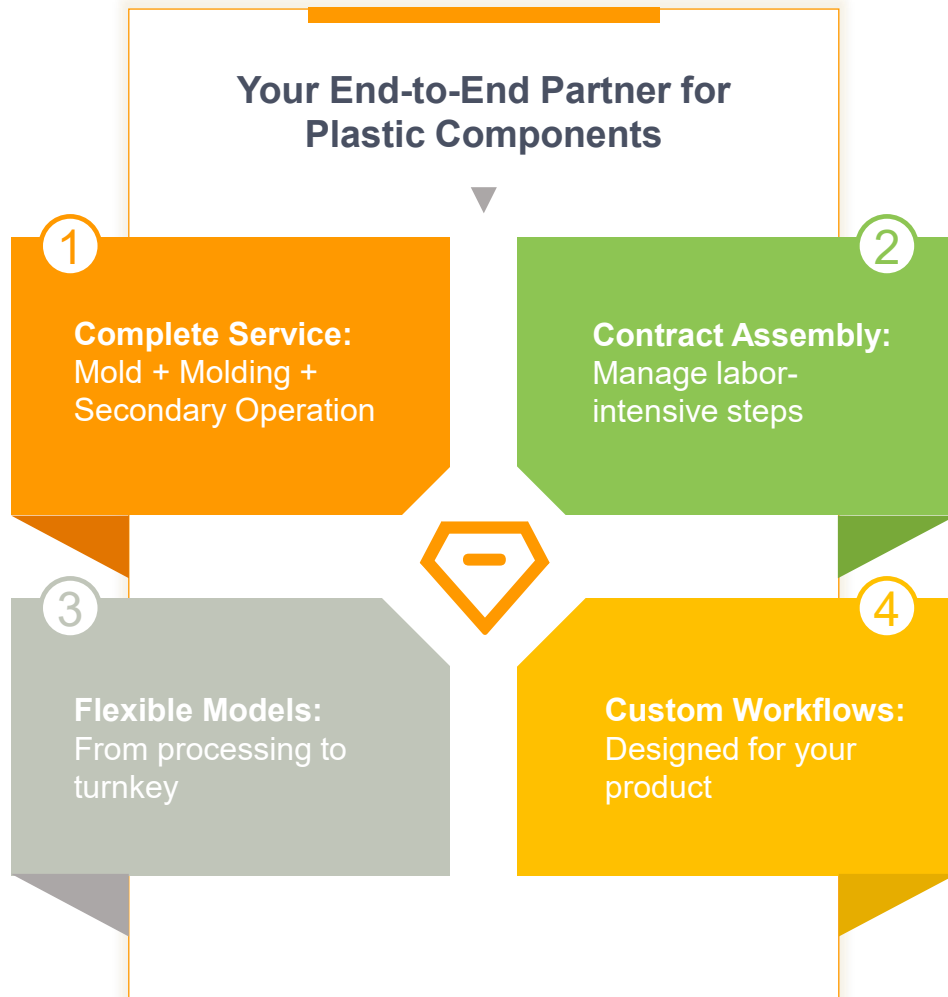 Your End-to-End Partner for
Plastic Components
1
Complete Service:
Mold + Molding +
Secondary Operation
2
Contract Assembly:
Manage labor-
intensive steps
3
Flexible Models:
From processing to
turnkey
4
Custom Workflows:
Designed for your
product